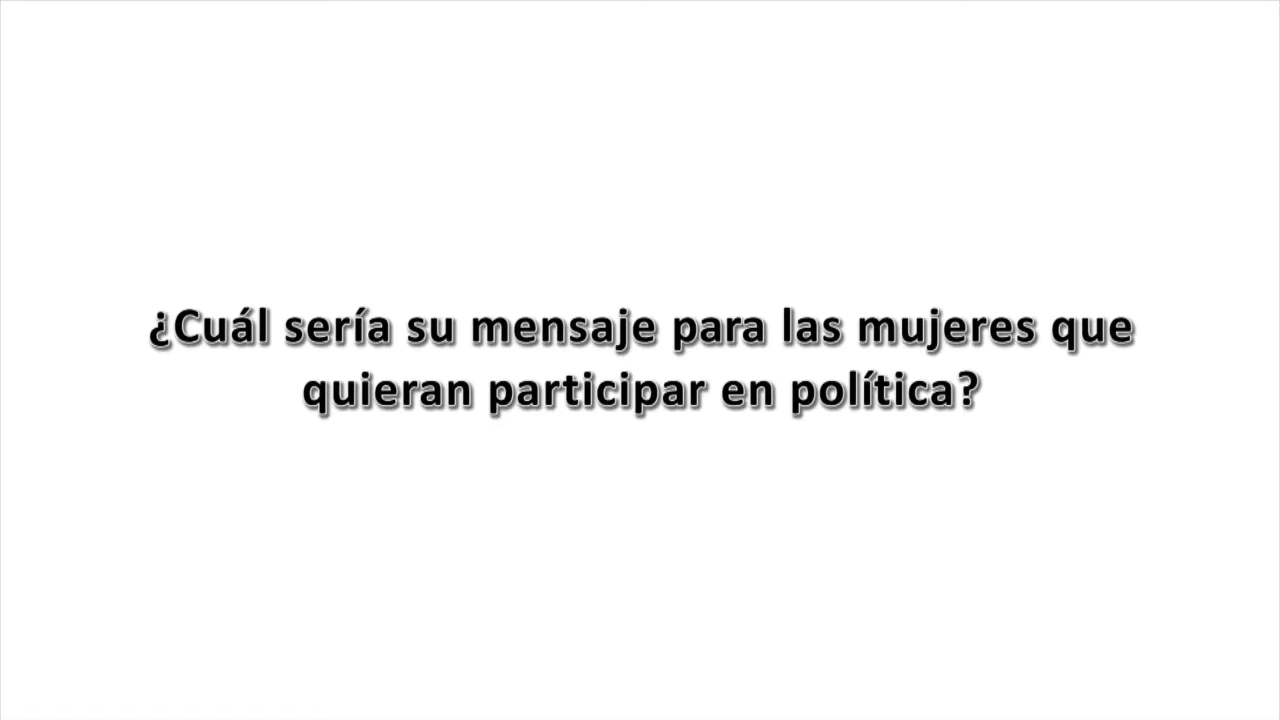 ¿Cuál sería su mensaje para las mujeres que
quieran participar en política?